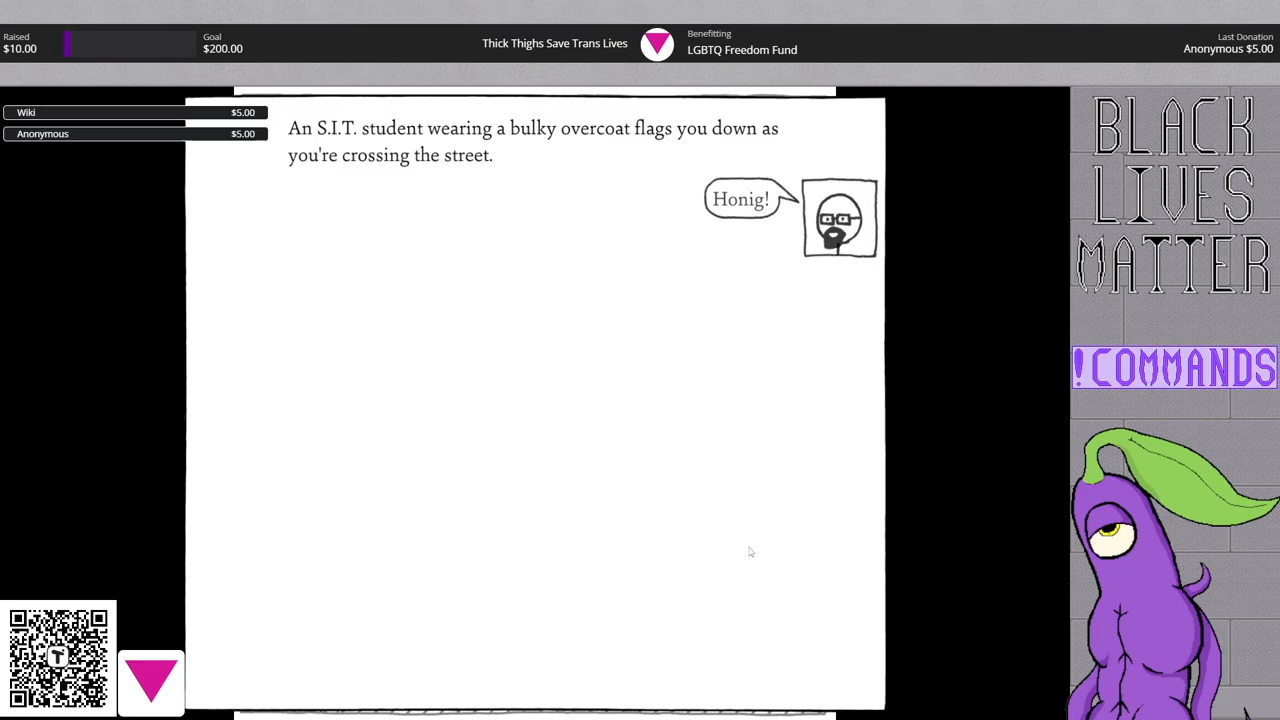 Raised
$10.00
Goal
$200.00
Thick Thighs Save Trans Lives
Benefitting
LGBTQ Freedom Fund
Last Donation
Anonymous $5.00
Wiki $5.00
Anonymous $5.00
An S.I.T. student wearing a bulky overcoat flags you down as
you're crossing the street.
Honig!
BLACK
LIVES
MATTER
!COMMANDS
T